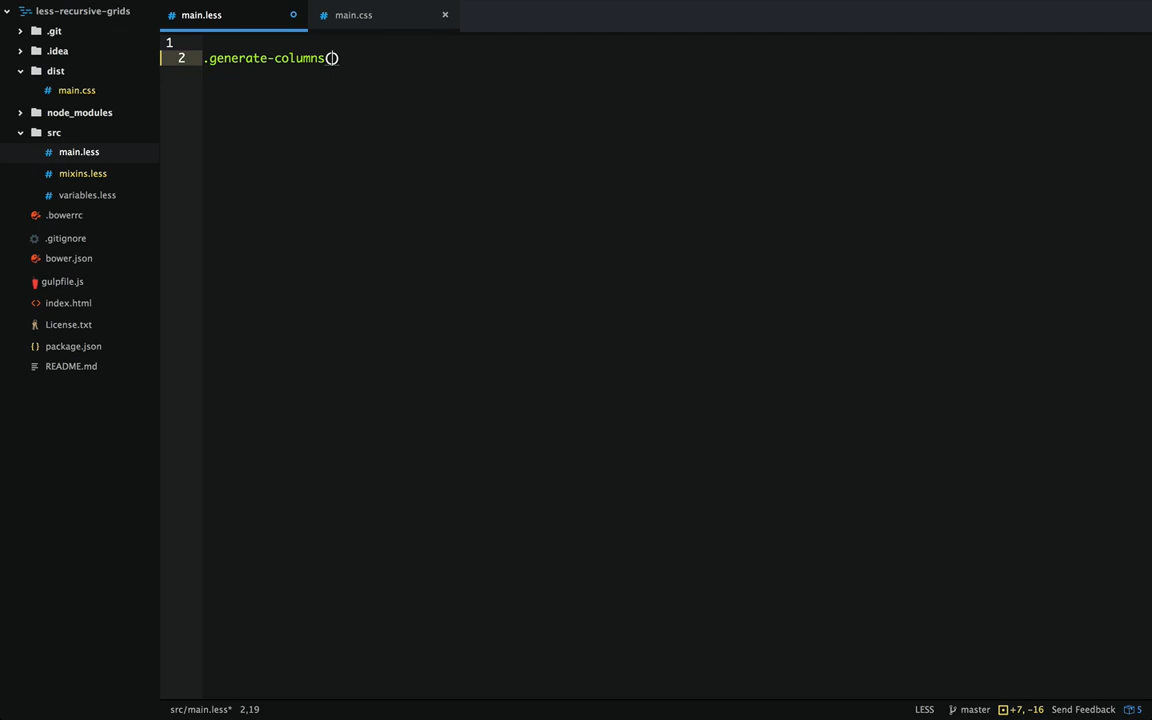 less-recursive-grids
.git
.idea
dist
main.css
node_modules
src
main.less
mixins.less
variables.less
.bowerrc
.gitignore
bower.json
gulpfile.js
index.html
License.txt
package.json
README.md
main.less
main.css
1
2 .generate-columns()
src/main.less* 2,19
LESS master +7, -16 Send Feedback 5